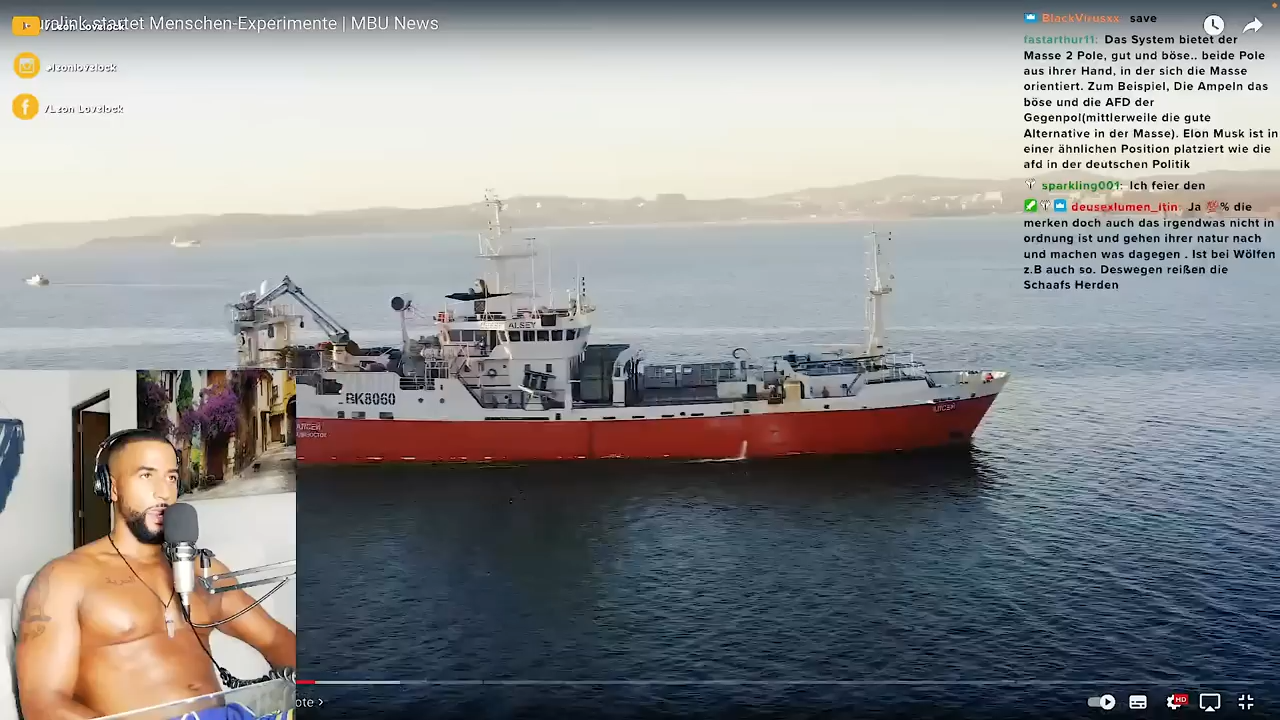 uralink startet Menschen-Experimente | MBU News
/Leon Lovelock
leonlovelock
/Leon Lovelock
BlackVirusxx save
fastarthur11: Das System bietet der
Masse 2 Pole, gut und böse.. beide Pole
aus ihrer Hand, in der sich die Masse
orientiert. Zum Beispiel, Die Ampeln das
böse und die AFD der
Gegenpol(mittlerweile die gute
Alternative in der Masse). Elon Musk ist in
einer ähnlichen Position platziert wie die
afd in der deutschen Politik
sparkling001: Ich feier den
deusexlumen_itin: Ja 💯% die
merken doch auch das irgendwas nicht in
ordnung ist und gehen ihrer natur nach
und machen was dagegen . Ist bei Wölfen
z.B auch so. Deswegen reißen die
Schaafs Herden
ALSEY
BK8060
HD